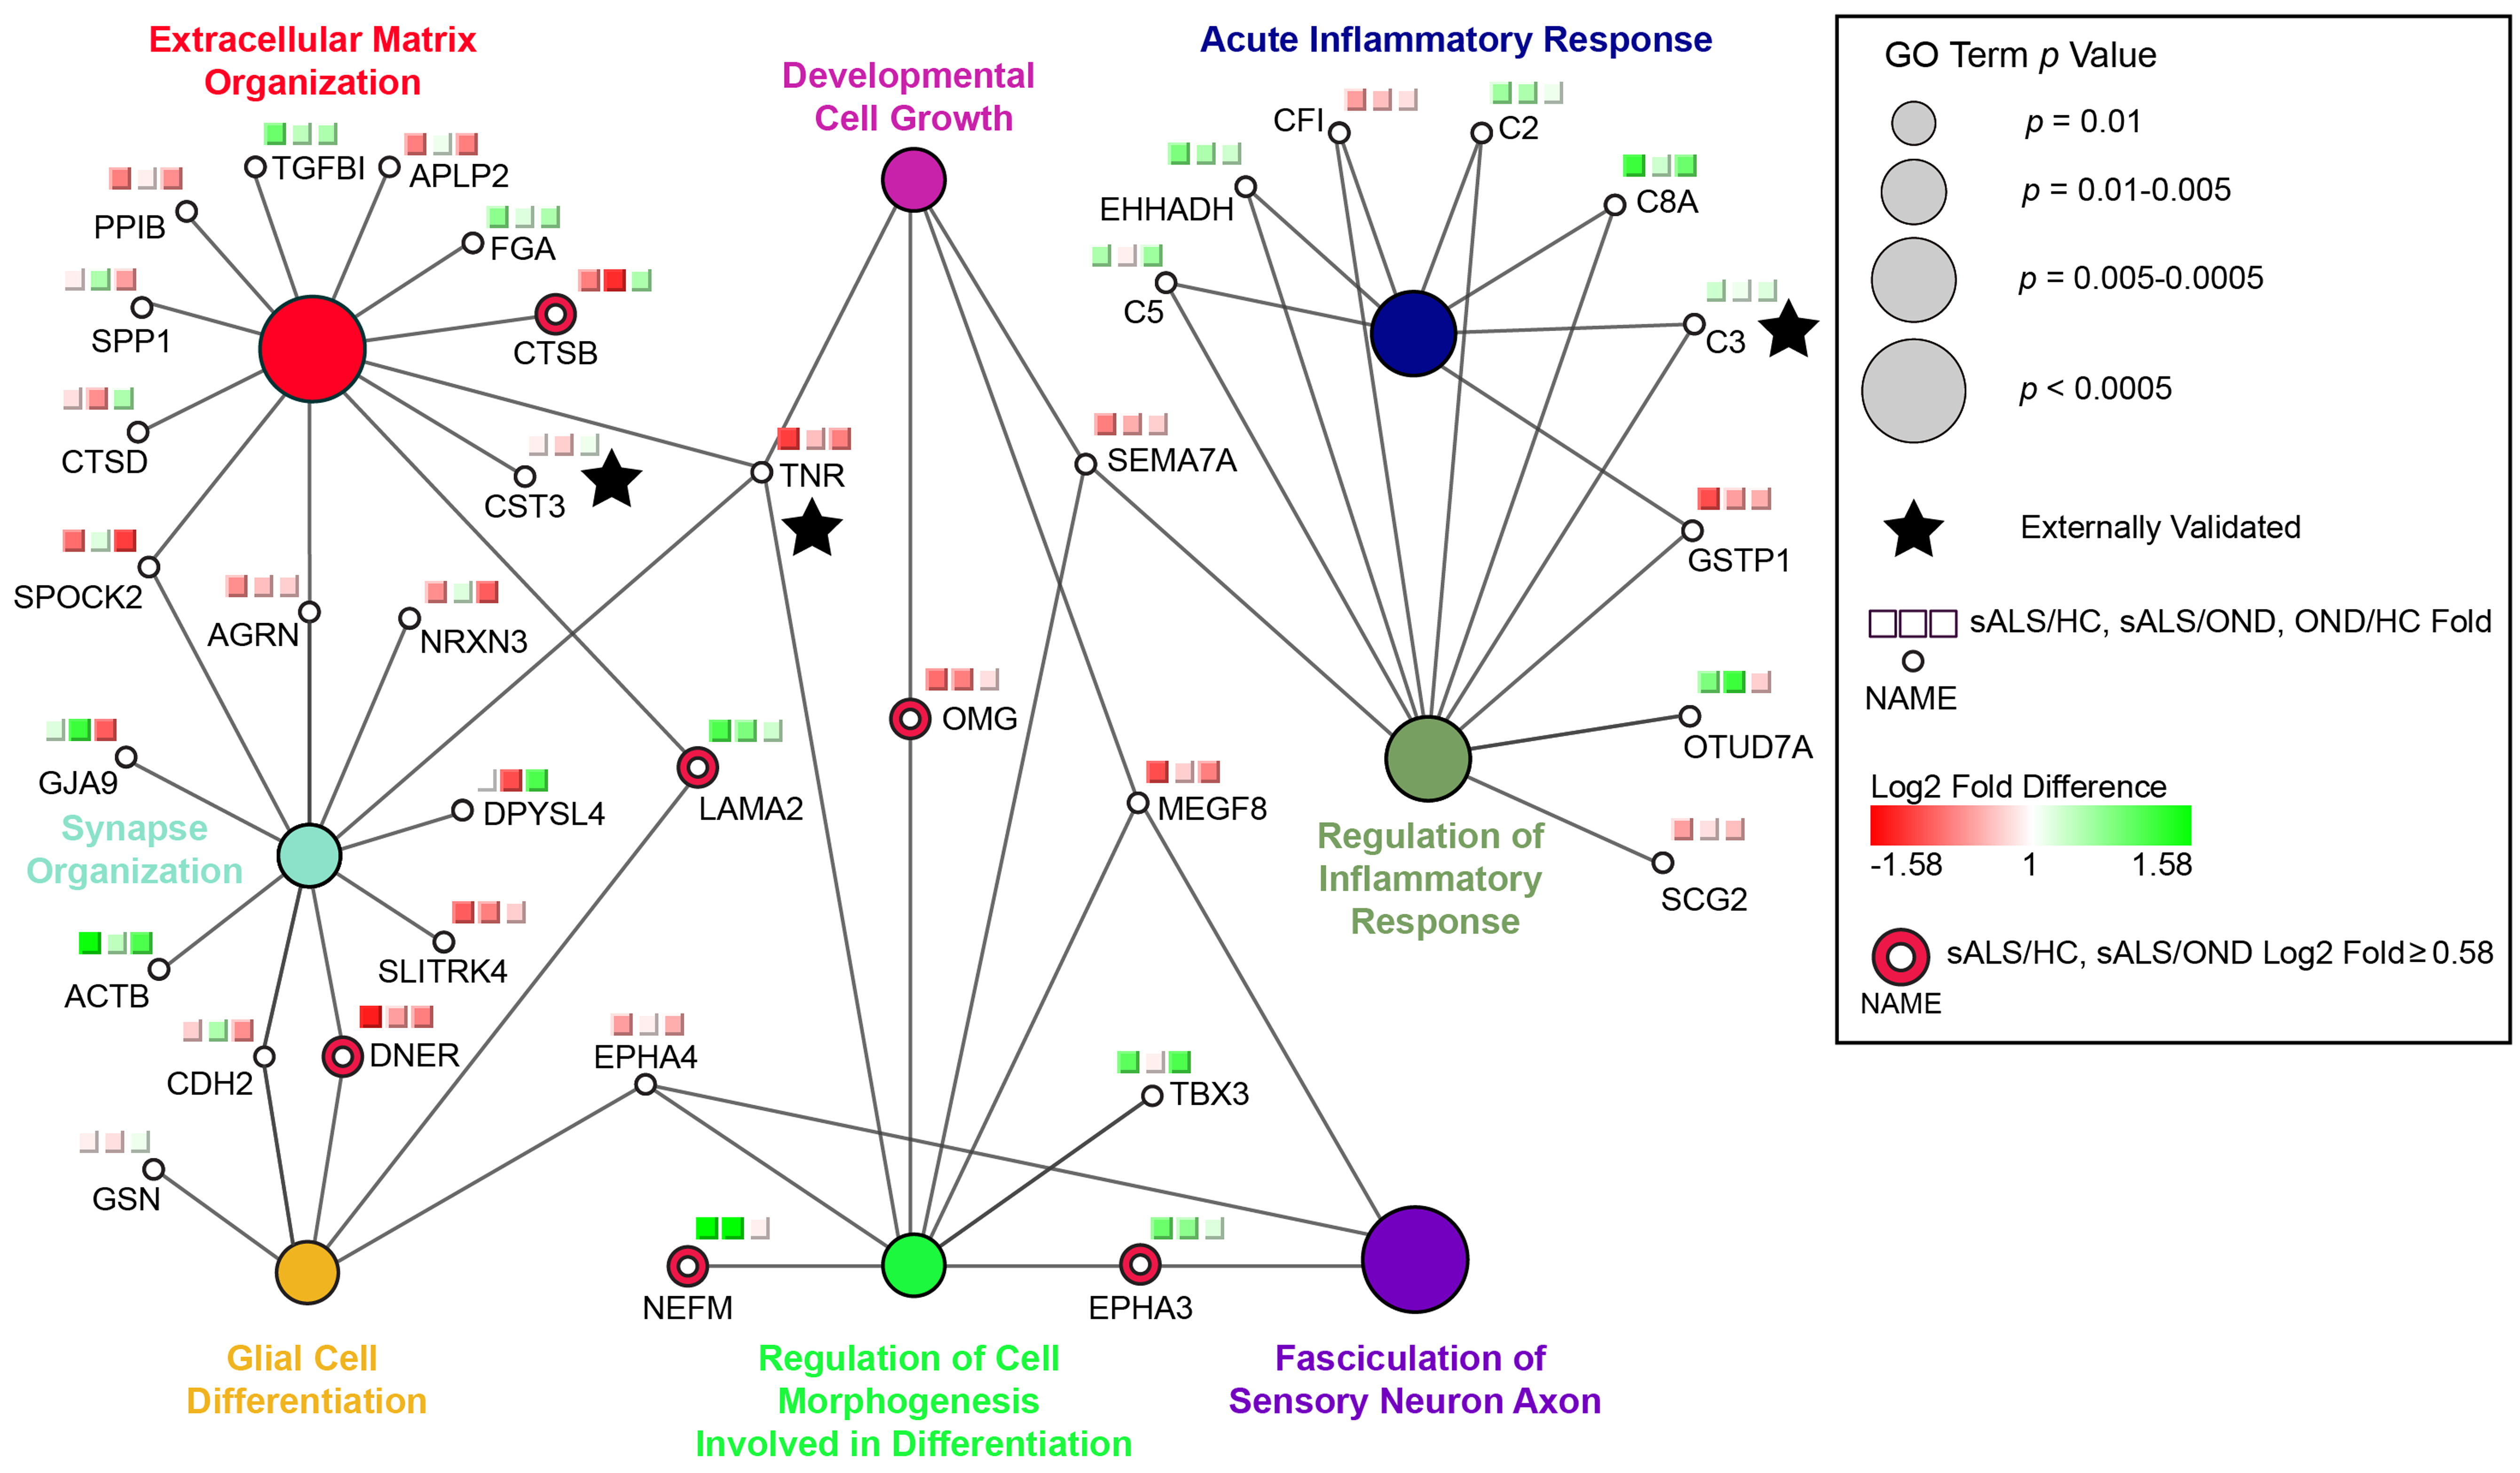 Extracellular Matrix
Organization
Developmental
Cell Growth
Acute Inflammatory Response
TGFBI
APLP2
PPIB
FGA
SPP1
CTSB
CTSD
CST3
TNR
SPOCK2
AGRN
NRXN3
SEMA7A
CFI
C2
EHHADH
C8A
C5
C3
GSTP1
OMG
OTUD7A
GJA9
DPYSL4
LAMA2
MEGF8
Synapse
Organization
Regulation of
Inflammatory
Response
SCG2
SLITRK4
ACTB
CDH2
DNER
EPHA4
TBX3
GSN
NEFM
EPHA3
Glial Cell
Differentiation
Regulation of Cell
Morphogenesis
Involved in Differentiation
Fasciculation of
Sensory Neuron Axon
GO Term p Value
p = 0.01
p = 0.01-0.005
p = 0.005-0.0005
p < 0.0005
Externally Validated
sALS/HC, sALS/OND, OND/HC Fold
NAME
Log2 Fold Difference
-1.58 1 1.58
sALS/HC, sALS/OND Log2 Fold ≥ 0.58
NAME